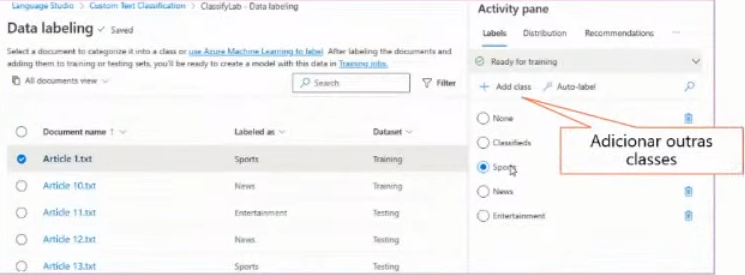 Language Studio > Custom Text Classification > ClassifyLab - Data labeling
Data labeling ✓ Saved
Select a document to categorize it into a class or use Azure Machine Learning to label. After labeling the documents and
adding them to training or testing sets, you'll be ready to create a model with this data in Training jobs.
All documents view
Search
Filter
Document name ↑ Labeled as Dataset
Article 1.txt Sports Training
Article 10.txt News Training
Article 11.txt Entertainment Testing
Article 12.txt News Testing
Article 13.txt Sports Testing
Activity pane
Labels Distribution Recommendations ...
Ready for training
+ Add class Auto-label
None
Classifieds
Sports
News
Entertainment
Adicionar outras
classes